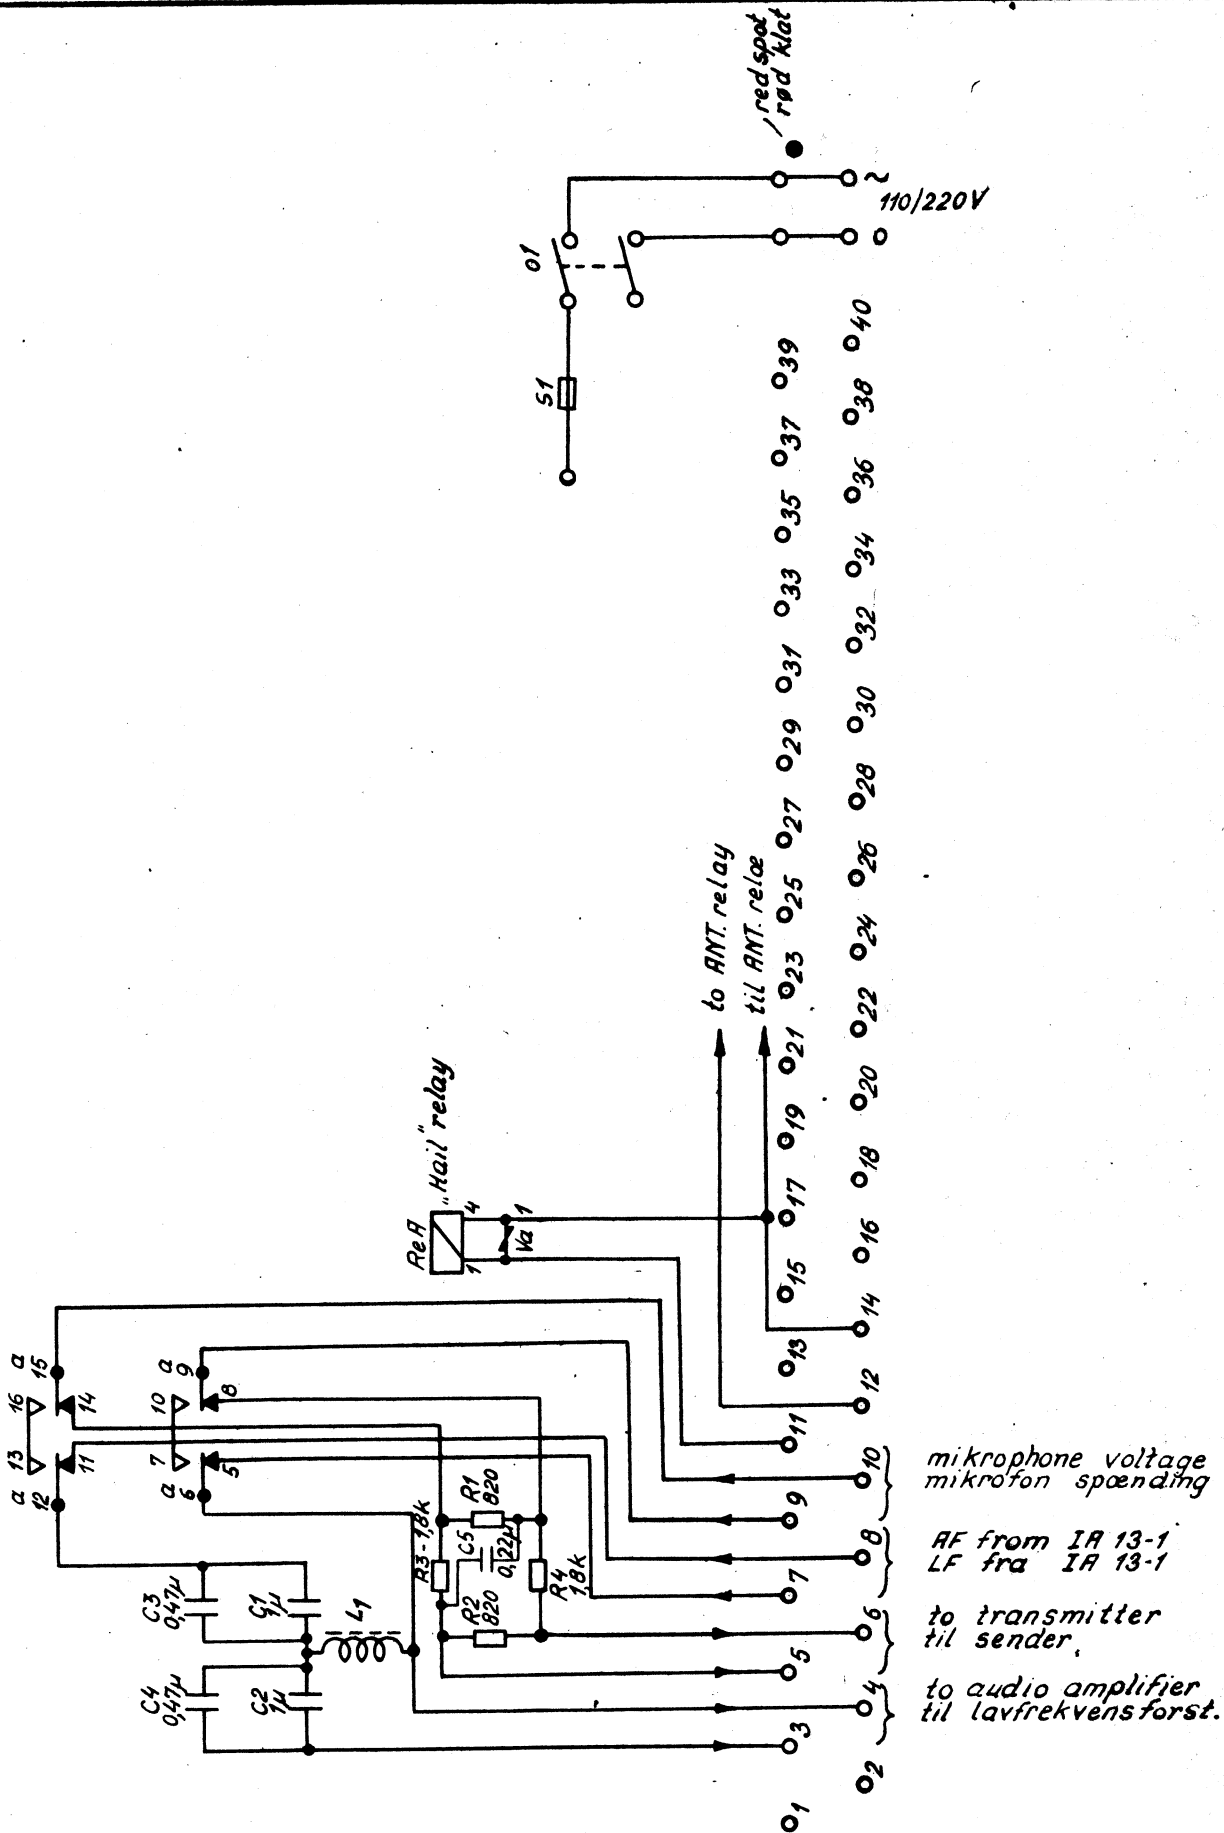 red spot
rød klat
~
110/220V
0
o1
S1
40
39
38
37
36
35
34
33
32
31
30
29
28
27
26
25
24
23
22
21
20
19
18
17
16
15
14
13
12
11
10
9
8
7
6
5
4
3
2
1
to ANT. relay
til ANT. relæ
„Hail" relay
ReA
4
1
1
Va
a
15
16
14
13
11
a
12
a
9
10
8
7
5
a
6
R1
820
R3-1,8k
C5
0,22µ
R4
1,8k
R2
820
C3
0,47µ
C1
1µ
L1
C4
0,47µ
C2
1µ
mikrophone voltage
mikrofon spænding
AF from IA 13-1
LF fra IA 13-1
to transmitter
til sender
to audio amplifier
til lavfrekvensforst.